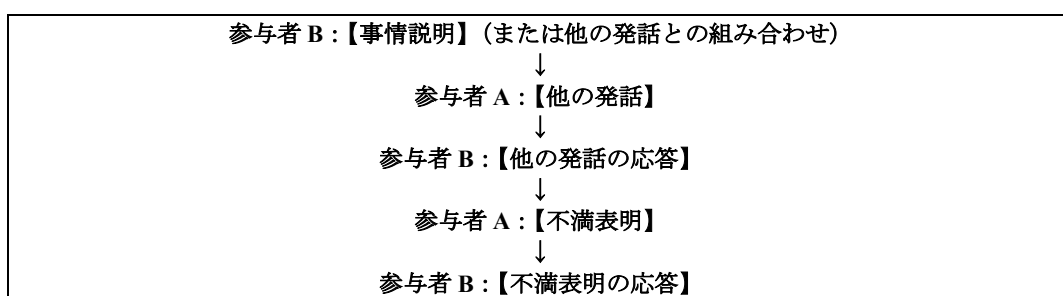 参与者 B：【事情説明】（または他の発話との組み合わせ）
↓
参与者 A：【他の発話】
↓
参与者 B：【他の発話の応答】
↓
参与者 A：【不満表明】
↓
参与者 B：【不満表明の応答】